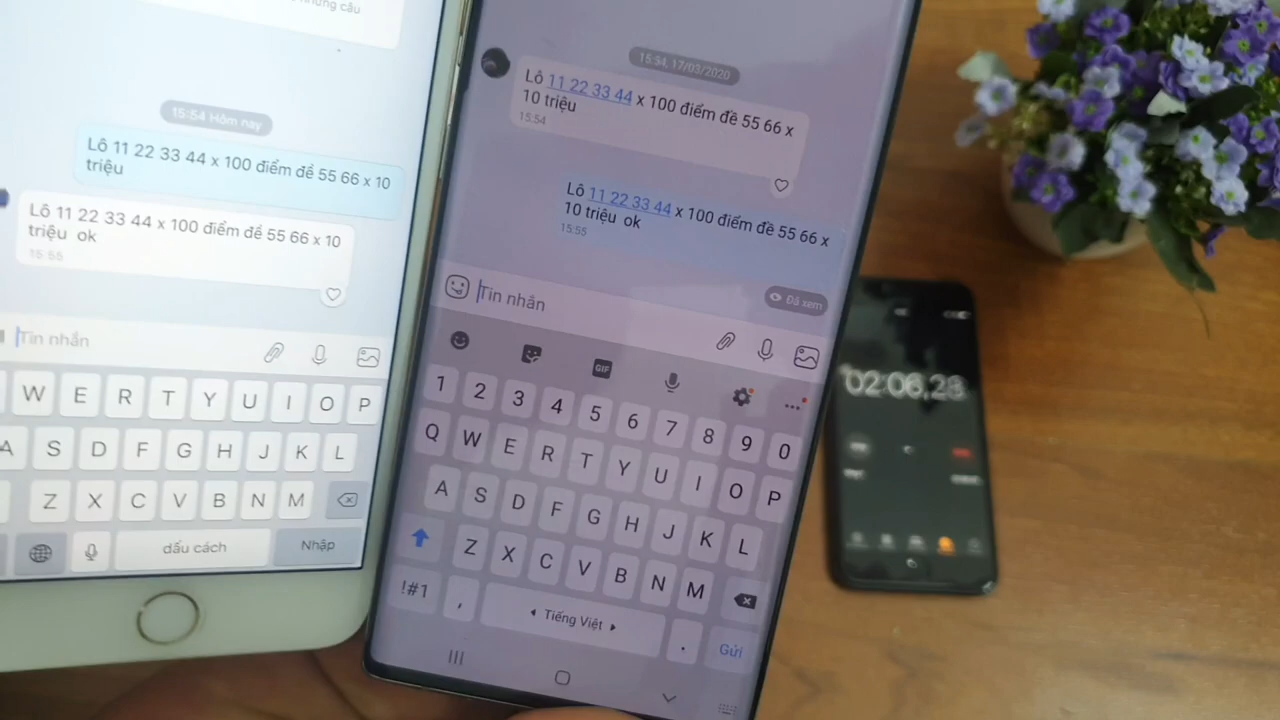 những câu
15:54 Hôm nay
Lô 11 22 33 44 x 100 điểm đề 55 66 x 10
triệu
Lô 11 22 33 44 x 100 điểm đề 55 66 x 10
triệu ok
15:55
Tin nhắn
W E R T Y U I O P
A S D F G H J K L
Z X C V B N M
dấu cách
Nhập
15:54, 17/03/2020
Lô 11 22 33 44 x 100 điểm đề 55 66 x
10 triệu
15:54
Lô 11 22 33 44 x 100 điểm đề 55 66 x
10 triệu ok
15:55
Đã xem
Tin nhắn
GIF
1 2 3 4 5 6 7 8 9 0
Q W E R T Y U I O P
A S D F G H J K L
Z X C V B N M
!#1 , Tiếng Việt . Gửi
02:06,28